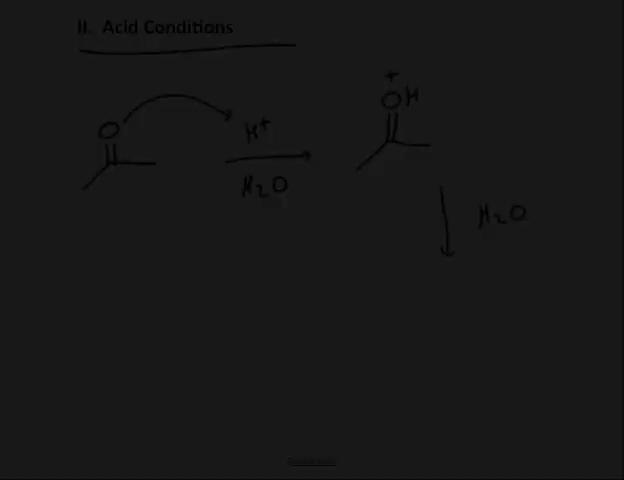 II. Acid Conditions
+
O
OH
H+
H2O
H2O